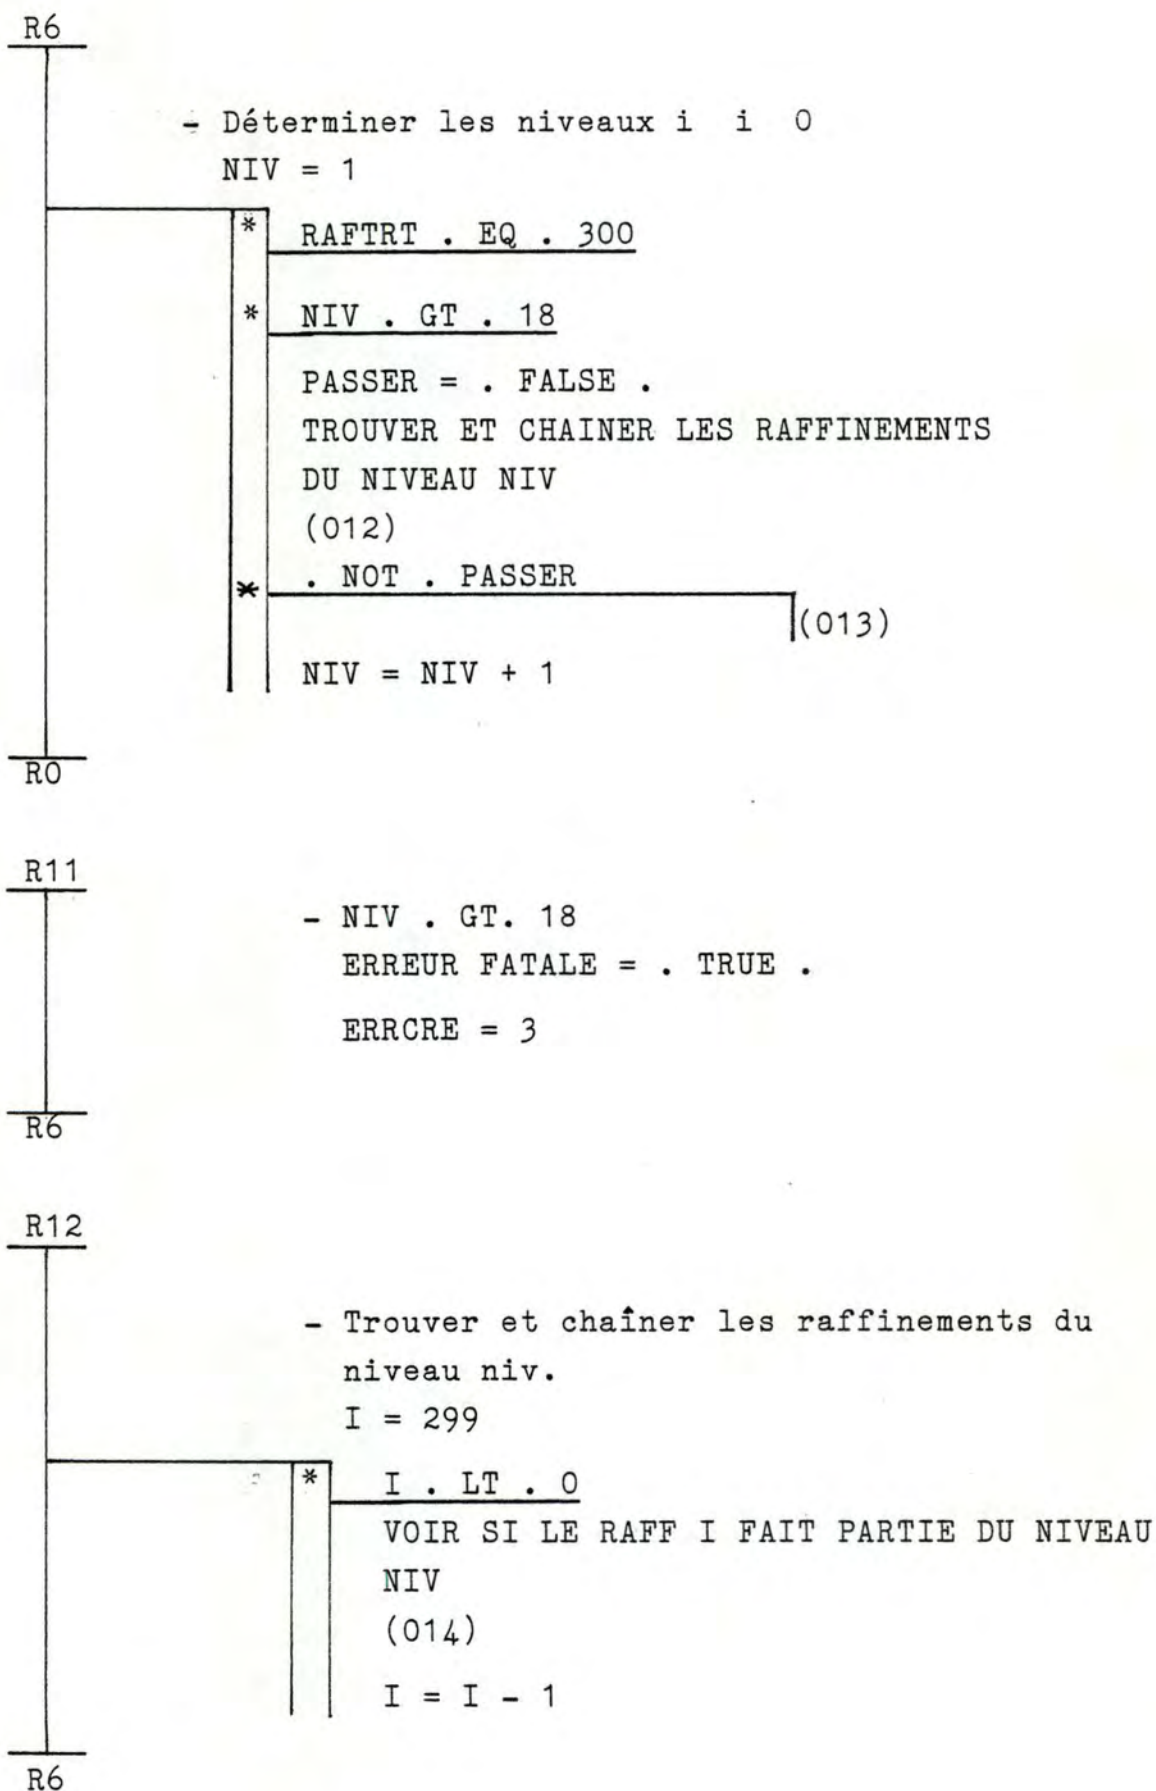 R6
- Déterminer les niveaux i i 0
NIV = 1
* RAFTRT . EQ . 300
* NIV . GT . 18
PASSER = . FALSE .
TROUVER ET CHAINER LES RAFFINEMENTS
DU NIVEAU NIV
(012)
* . NOT . PASSER
(013)
NIV = NIV + 1
R0
R11
- NIV . GT. 18
ERREUR FATALE = . TRUE .
ERRCRE = 3
R6
R12
- Trouver et chaîner les raffinements du
niveau niv.
I = 299
* I . LT . 0
VOIR SI LE RAFF I FAIT PARTIE DU NIVEAU
NIV
(014)
I = I - 1
R6